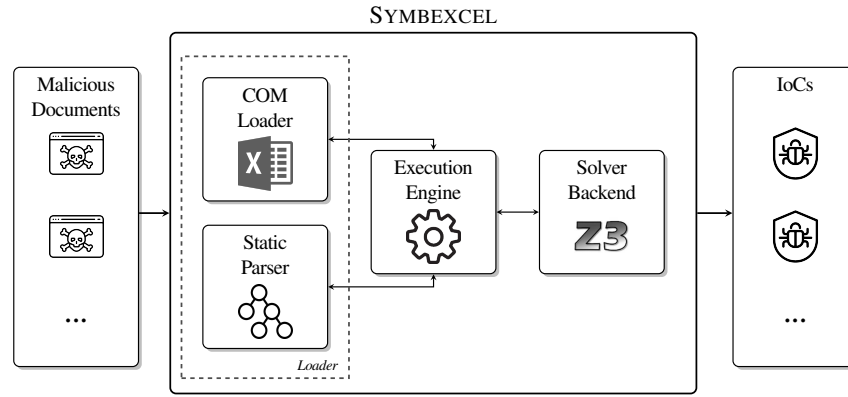 SYMBEXCEL
Malicious
Documents
...
COM
Loader
X
Static
Parser
Loader
Execution
Engine
Solver
Backend
Z3
IoCs
...